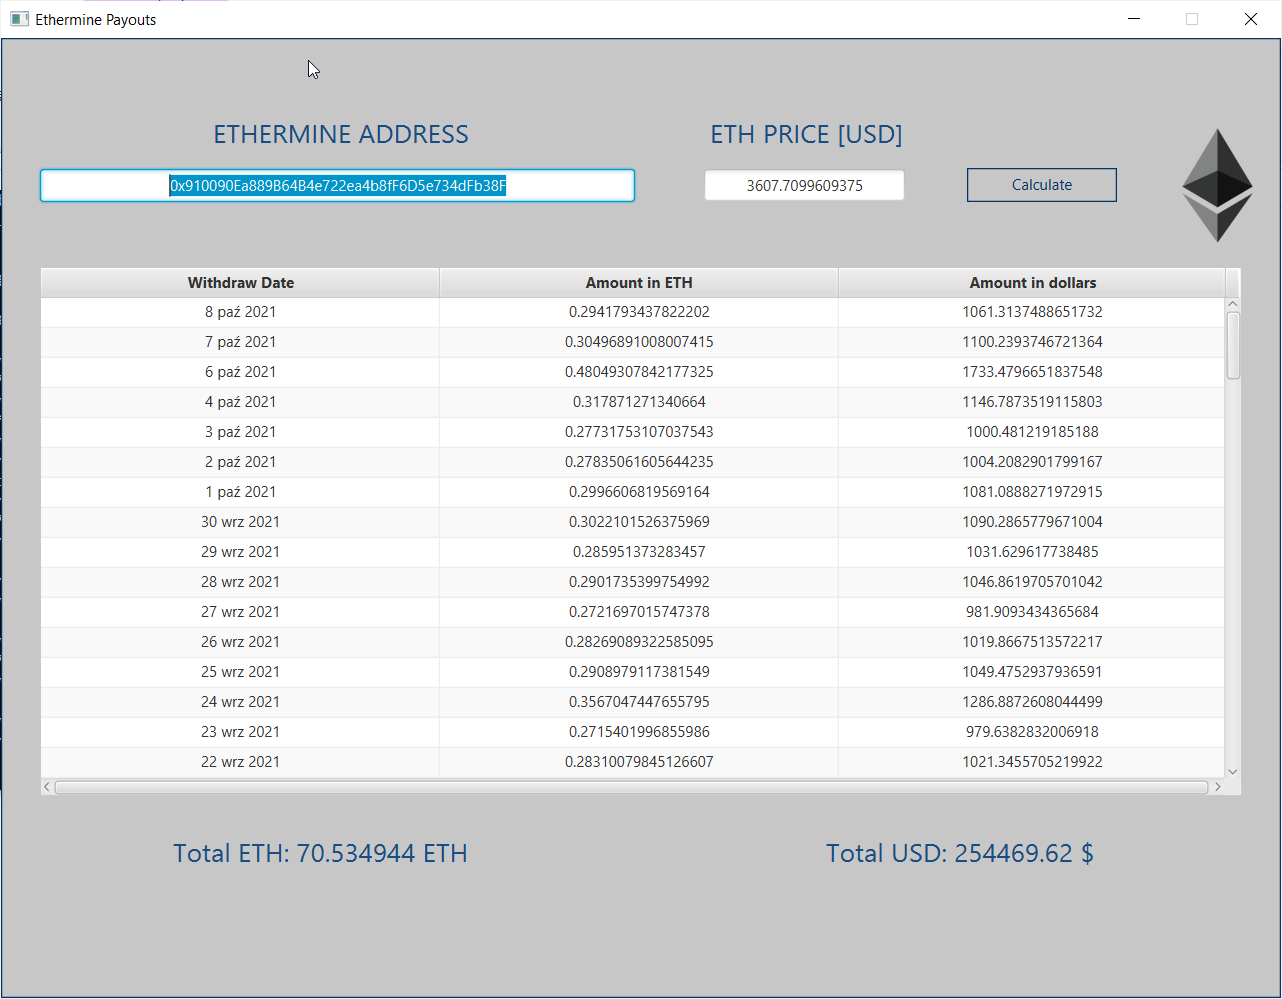 Ethermine Payouts
ETHERMINE ADDRESS ETH PRICE [USD]
0x910090Ea889B64B4e722ea4b8fF6D5e734dFb38F 3607.7099609375 Calculate
Withdraw Date Amount in ETH Amount in dollars
8 paź 2021 0.2941793437822202 1061.3137488651732
7 paź 2021 0.30496891008007415 1100.2393746721364
6 paź 2021 0.48049307842177325 1733.4796651837548
4 paź 2021 0.317871271340664 1146.7873519115803
3 paź 2021 0.27731753107037543 1000.481219185188
2 paź 2021 0.27835061605644235 1004.2082901799167
1 paź 2021 0.2996606819569164 1081.0888271972915
30 wrz 2021 0.3022101526375969 1090.2865779671004
29 wrz 2021 0.285951373283457 1031.629617738485
28 wrz 2021 0.2901735399754992 1046.8619705701042
27 wrz 2021 0.2721697015747378 981.9093434365684
26 wrz 2021 0.28269089322585095 1019.8667513572217
25 wrz 2021 0.2908979117381549 1049.4752937936591
24 wrz 2021 0.3567047447655795 1286.8872608044499
23 wrz 2021 0.2715401996855986 979.6382832006918
22 wrz 2021 0.28310079845126607 1021.3455705219922
Total ETH: 70.534944 ETH Total USD: 254469.62 $